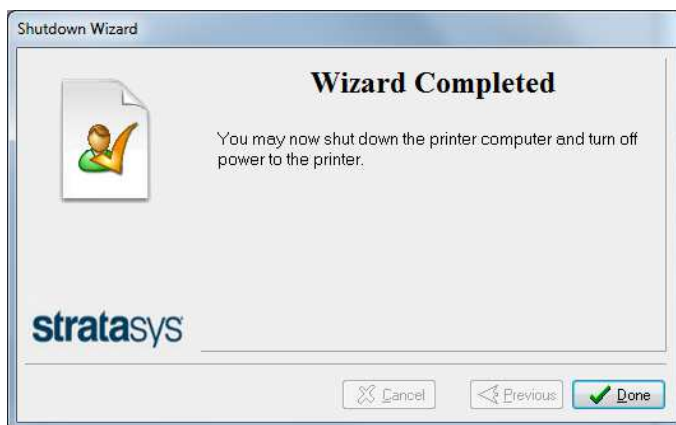 Shutdown Wizard
Wizard Completed
You may now shut down the printer computer and turn off
power to the printer.
stratasys
Cancel
Previous
Done